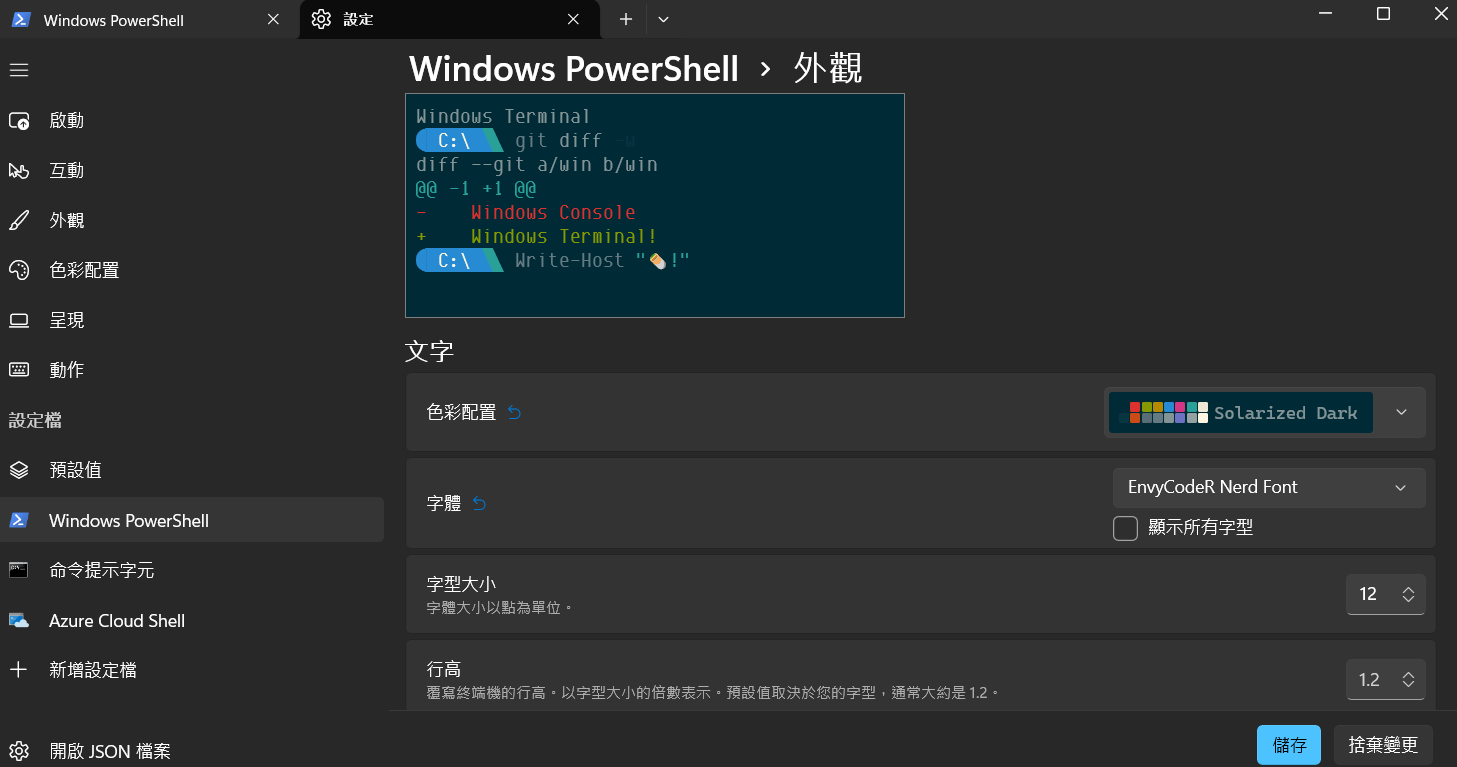 Windows PowerShell
設定
Windows PowerShell › 外觀
啟動
互動
外觀
色彩配置
呈現
動作
設定檔
預設值
Windows PowerShell
命令提示字元
Azure Cloud Shell
新增設定檔
開啟 JSON 檔案
Windows Terminal
C:\ git diff -w
diff --git a/win b/win
@@ -1 +1 @@
- Windows Console
+ Windows Terminal!
C:\ Write-Host "!"
文字
色彩配置
Solarized Dark
字體
EnvyCodeR Nerd Font
顯示所有字型
字型大小
字體大小以點為單位。
12
行高
覆寫終端機的行高。以字型大小的倍數表示。預設值取決於您的字型，通常大約是 1.2。
1.2
儲存
捨棄變更